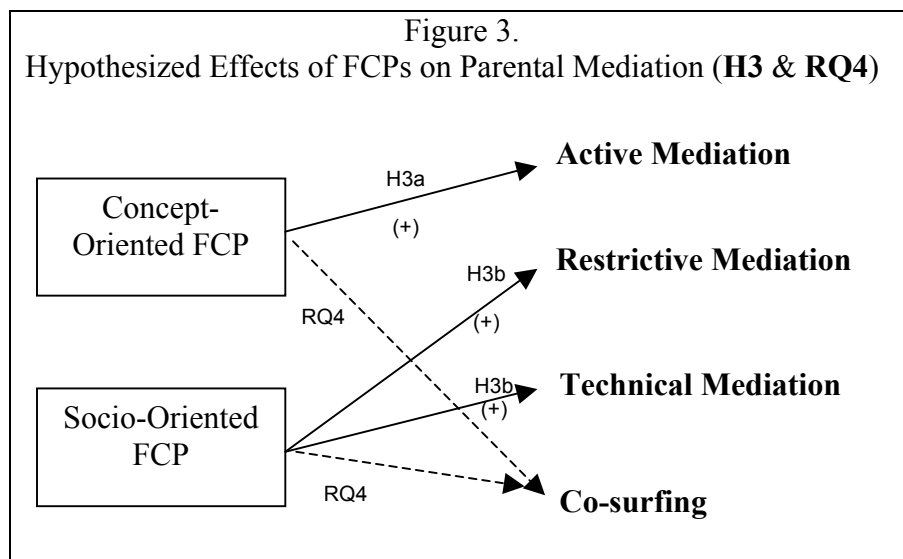 Figure 3.
Hypothesized Effects of FCPs on Parental Mediation (H3 & RQ4)
Active Mediation
H3a
(+)
Concept-
Oriented FCP
Restrictive Mediation
H3b
(+)
RQ4
Technical Mediation
H3b
(+)
Socio-Oriented
FCP
RQ4
Co-surfing